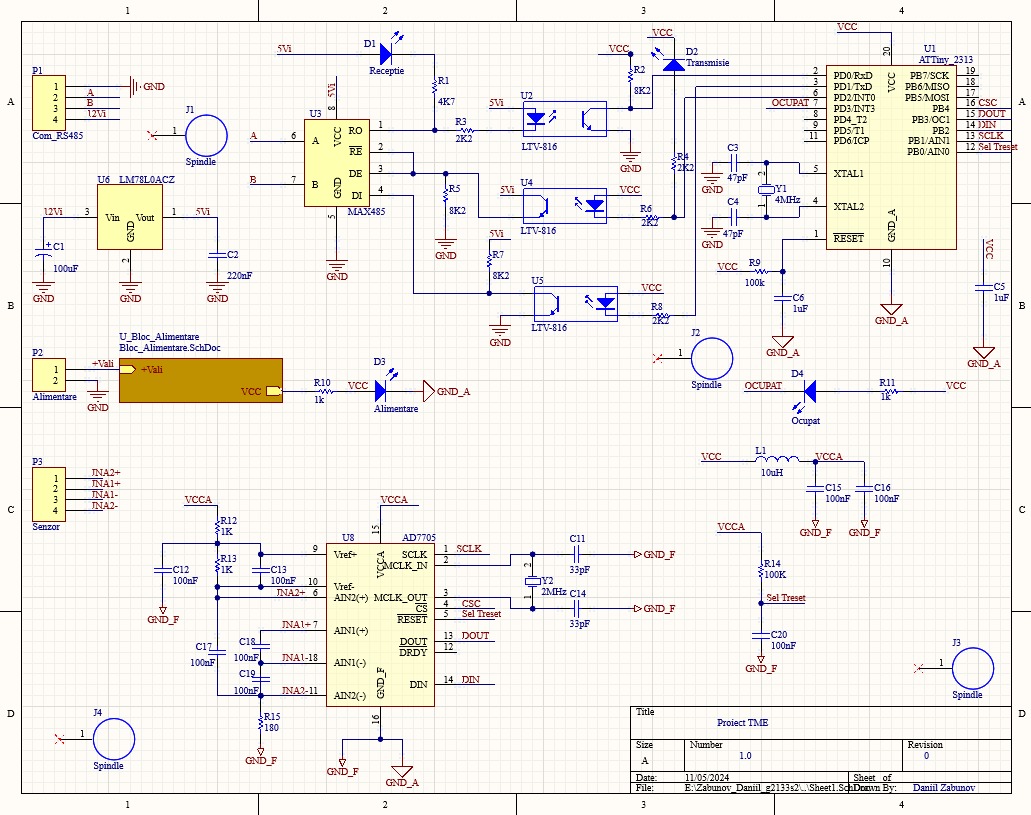 1 2 3 4
A
B
C
D
P1
1
2
3
4
A
B
12Vi
GND
Com_RS485
J1
1
Spindle
5Vi
D1
Receptie
R1
4K7
U3
5Vi
8
VCC
A 6 A
B 7 B
RO 1
RE 2
DE 3
DI 4
GND
5
MAX485
GND
R3
2K2
R5
8K2
GND
5Vi
U2
LTV-816
VCC
R2
8K2
GND
VCC
D2
Transmisie
R4
2K2
5Vi
U4
VCC
LTV-816
R6
2K2
5Vi
R7
8K2
U5
VCC
LTV-816
GND
R8
2K2
VCC
20
U1
ATTiny_2313
VCC
2 PD0/RxD
3 PD1/TxD
6 PD2/INT0
OCUPAT 7 PD3/INT1
8 PD4_T2
9 PD5/T1
11 PD6/ICP
PB7/SCK 19
PB6/MISO 18
PB5/MOSI 17
PB4 16 CSC
PB3/OC1 15 DOUT
PB2 14 DIN
PB1/AIN1 13 SCLK
PB0/AIN0 12 Sel Treset
5 XTAL1
4 XTAL2
1 RESET
GND_A
10
GND_A
C3
47pF
GND
C4
47pF
GND
2
1
Y1
4MHz
VCC
R9
100k
C6
1uF
GND_A
VCC
C5
1uF
GND_A
U6 LM78L0ACZ
12Vi 3 Vin Vout 1 5Vi
GND
2
C1
100uF
GND
GND
C2
220nF
GND
P2
1
2
+Vali
GND
Alimentare
U_Bloc_Alimentare
Bloc_Alimentare.SchDoc
+Vali
VCC
R10
1k
VCC
D3
Alimentare
GND_A
J2
1
Spindle
OCUPAT
D4
Ocupat
R11
1k
VCC
P3
1 JNA2+
2 JNA1+
3 JNA1-
4 JNA2-
Senzor
VCC
L1
10uH
VCCA
C15
100nF
GND_F
C16
100nF
GND_F
VCCA
R12
1K
R13
1K
C12
100nF
GND_F
C13
100nF
VCCA
15
U8
AD7705
VCCA
9 Vref+
10 Vref-
JNA2+ 6 AIN2(+)
JNA1+ 7 AIN1(+)
JNA1- 18 AIN1(-)
JNA2- 11 AIN2(-)
SCLK 1 SCLK
MCLK_IN 2
MCLK_OUT 3
CS 4 CSC
RESET 5 Sel Treset
DOUT 13 DOUT
DRDY 12
DIN 14 DIN
GND_F
16
GND_F
GND_A
C17
100nF
C18
100nF
C19
100nF
R15
180
GND_F
C11
33pF
GND_F
2
1
Y2
2MHz
C14
33pF
GND_F
VCCA
R14
100K
Sel Treset
C20
100nF
GND_F
J3
1
Spindle
J4
1
Spindle
Title
Proiect TME
Size
A
Number
1.0
Revision
0
Date: 11/05/2024 Sheet of
File: E:\Zabunov_Daniil_g2133s2\..\Sheet1.SchDoc Drawn By: Daniil Zabunov
A
B
C
D
1 2 3 4